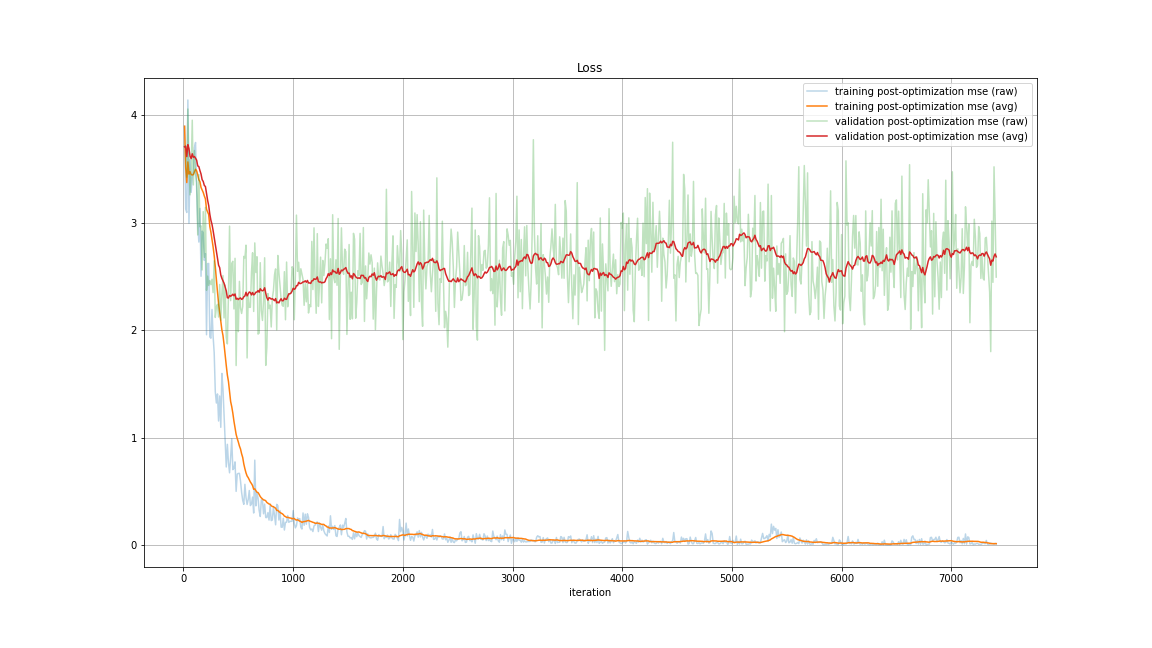 Loss
training post-optimization mse (raw)
training post-optimization mse (avg)
validation post-optimization mse (raw)
validation post-optimization mse (avg)
4
3
2
1
0
0 1000 2000 3000 4000 5000 6000 7000
iteration